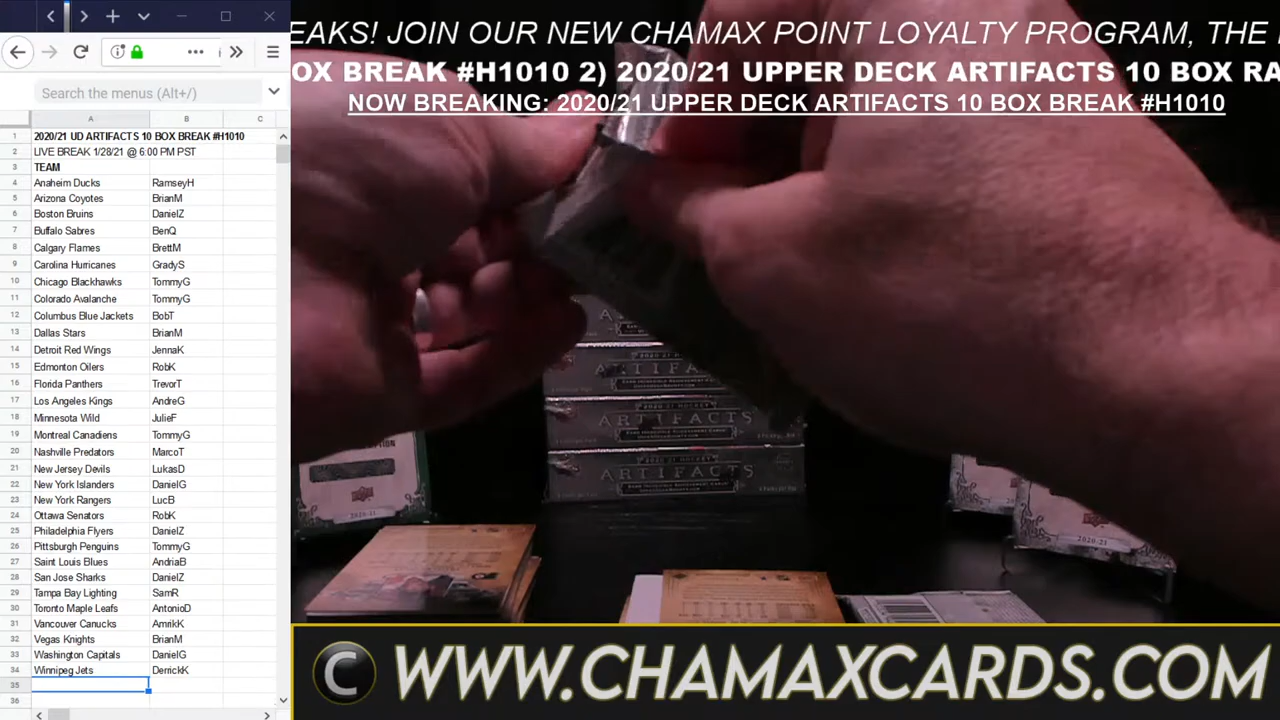 EAKS! JOIN OUR NEW CHAMAX POINT LOYALTY PROGRAM, THE
OX BREAK #H1010 2) 2020/21 UPPER DECK ARTIFACTS 10 BOX RA
NOW BREAKING: 2020/21 UPPER DECK ARTIFACTS 10 BOX BREAK #H1010
Search the menus (Alt+/)
A B C
1 2020/21 UD ARTIFACTS 10 BOX BREAK #H1010
2 LIVE BREAK 1/28/21 @ 6:00 PM PST
3 TEAM
4 Anaheim Ducks RamseyH
5 Arizona Coyotes BrianM
6 Boston Bruins DanielZ
7 Buffalo Sabres BenQ
8 Calgary Flames BrettM
9 Carolina Hurricanes GradyS
10 Chicago Blackhawks TommyG
11 Colorado Avalanche TommyG
12 Columbus Blue Jackets BobT
13 Dallas Stars BrianM
14 Detroit Red Wings JennaK
15 Edmonton Oilers RobK
16 Florida Panthers TrevorT
17 Los Angeles Kings AndreG
18 Minnesota Wild JulieF
19 Montreal Canadiens TommyG
20 Nashville Predators MarcoT
21 New Jersey Devils LukasD
22 New York Islanders DanielG
23 New York Rangers LucB
24 Ottawa Senators RobK
25 Philadelphia Flyers DanielZ
26 Pittsburgh Penguins TommyG
27 Saint Louis Blues AndriaB
28 San Jose Sharks DanielZ
29 Tampa Bay Lighting SamR
30 Toronto Maple Leafs AntonioD
31 Vancouver Canucks AmrikK
32 Vegas Knights BrianM
33 Washington Capitals DanielG
34 Winnipeg Jets DerrickK
35
36
ARTIFACTS
2020-21 HOCKEY
ARTIFACTS
2020-21 HOCKEY
ARTIFACTS
2020-21
2020-21
C WWW.CHAMAXCARDS.COM